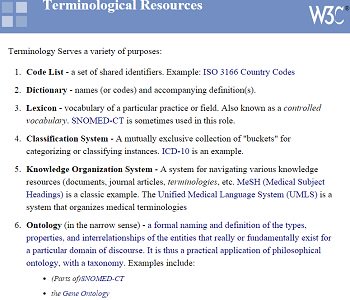 Terminological Resources
W3C®
Terminology Serves a variety of purposes:
1. Code List - a set of shared identifiers. Example: ISO 3166 Country Codes
2. Dictionary - names (or codes) and accompanying definition(s).
3. Lexicon - vocabulary of a particular practice or field. Also known as a controlled
vocabulary. SNOMED-CT is sometimes used in this role.
4. Classification System - A mutually exclusive collection of "buckets" for
categorizing or classifying instances. ICD-10 is an example.
5. Knowledge Organization System - A system for navigating various knowledge
resources (documents, journal articles, terminologies, etc. MeSH (Medical Subject
Headings) is a classic example. The Unified Medical Language System (UMLS) is a
system that organizes medical terminologies
6. Ontology (in the narrow sense) - a formal naming and definition of the types,
properties, and interrelationships of the entities that really or fundamentally exist for
a particular domain of discourse. It is thus a practical application of philosophical
ontology, with a taxonomy. Examples include:
• (Parts of)SNOMED-CT
• the Gene Ontology